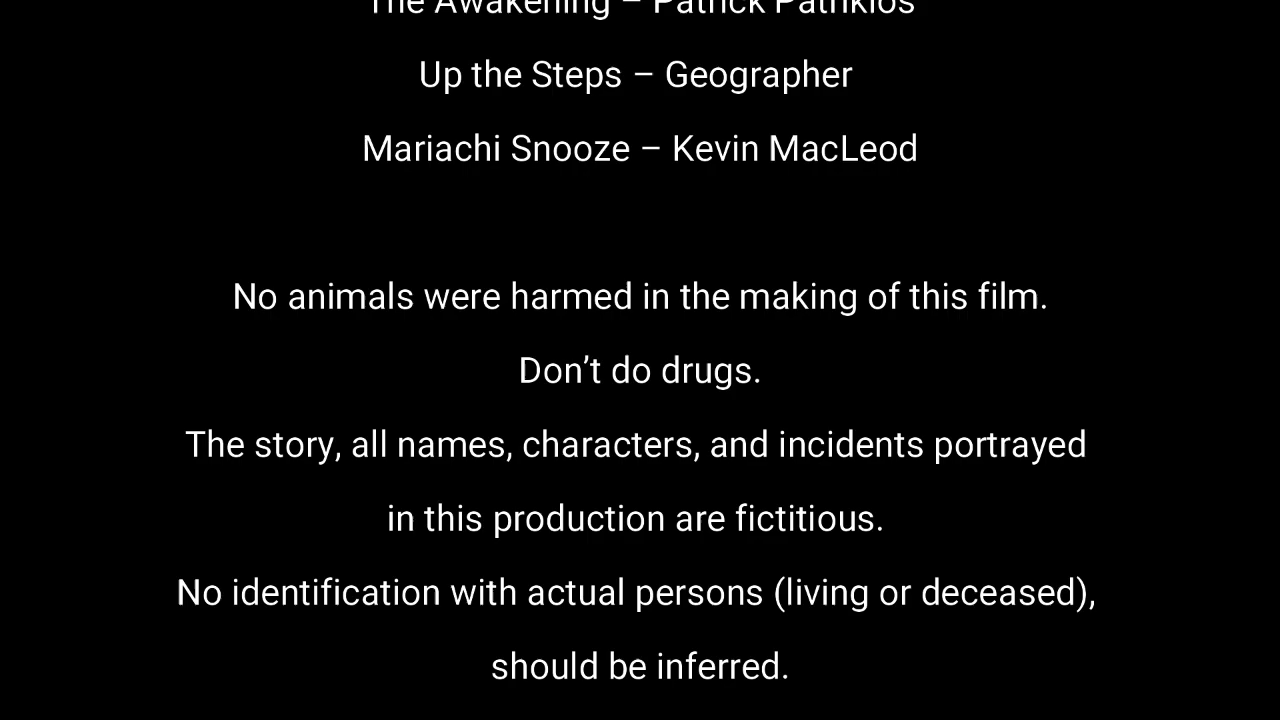 The Awakening – Patrick Patrikios
Up the Steps – Geographer
Mariachi Snooze – Kevin MacLeod
No animals were harmed in the making of this film.
Don’t do drugs.
The story, all names, characters, and incidents portrayed
in this production are fictitious.
No identification with actual persons (living or deceased),
should be inferred.